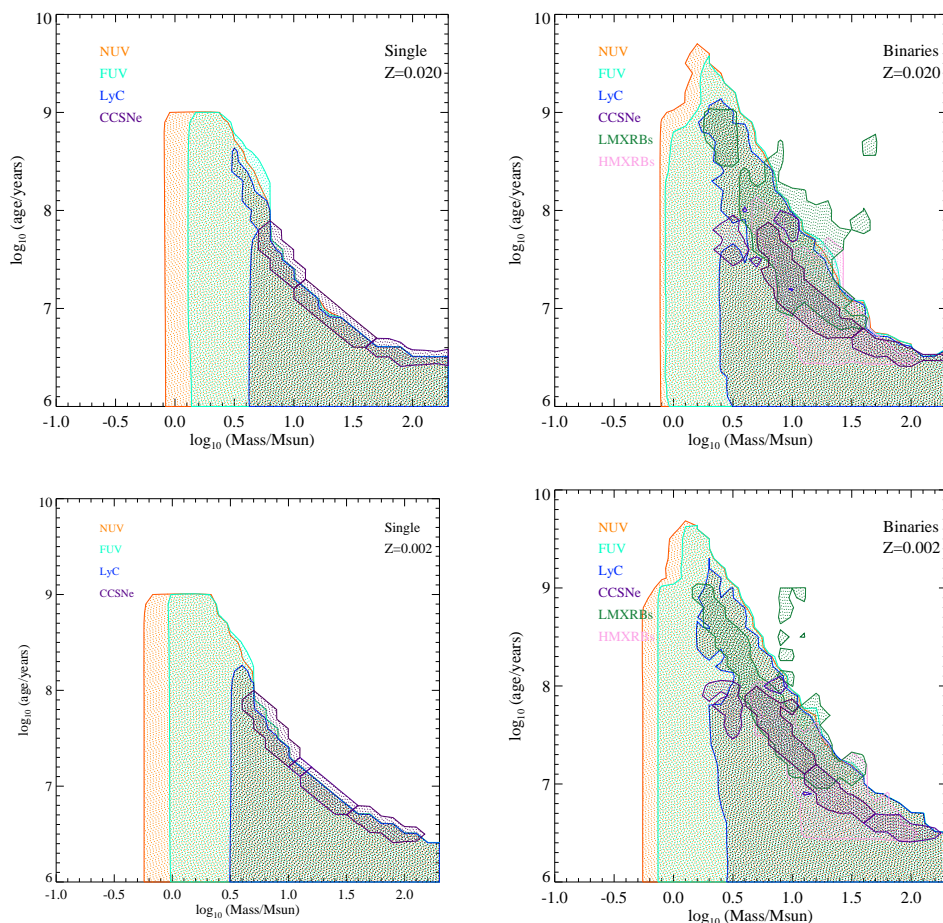 10
9
8
7
6
log₁₀ (age/years)
NUV
FUV
LyC
CCSNe
Single
Z=0.020
-1.0 -0.5 0.0 0.5 1.0 1.5 2.0
log₁₀ (Mass/Msun)
10
9
8
7
6
log₁₀ (age/years)
NUV
FUV
LyC
CCSNe
LMXRBs
HMXRBs
Binaries
Z=0.020
-1.0 -0.5 0.0 0.5 1.0 1.5 2.0
log₁₀ (Mass/Msun)
10
9
8
7
6
log₁₀ (age/years)
NUV
FUV
LyC
CCSNe
Single
Z=0.002
-1.0 -0.5 0.0 0.5 1.0 1.5 2.0
log₁₀ (Mass/Msun)
10
9
8
7
6
log₁₀ (age/years)
NUV
FUV
LyC
CCSNe
LMXRBs
HMXRBs
Binaries
Z=0.002
-1.0 -0.5 0.0 0.5 1.0 1.5 2.0
log₁₀ (Mass/Msun)